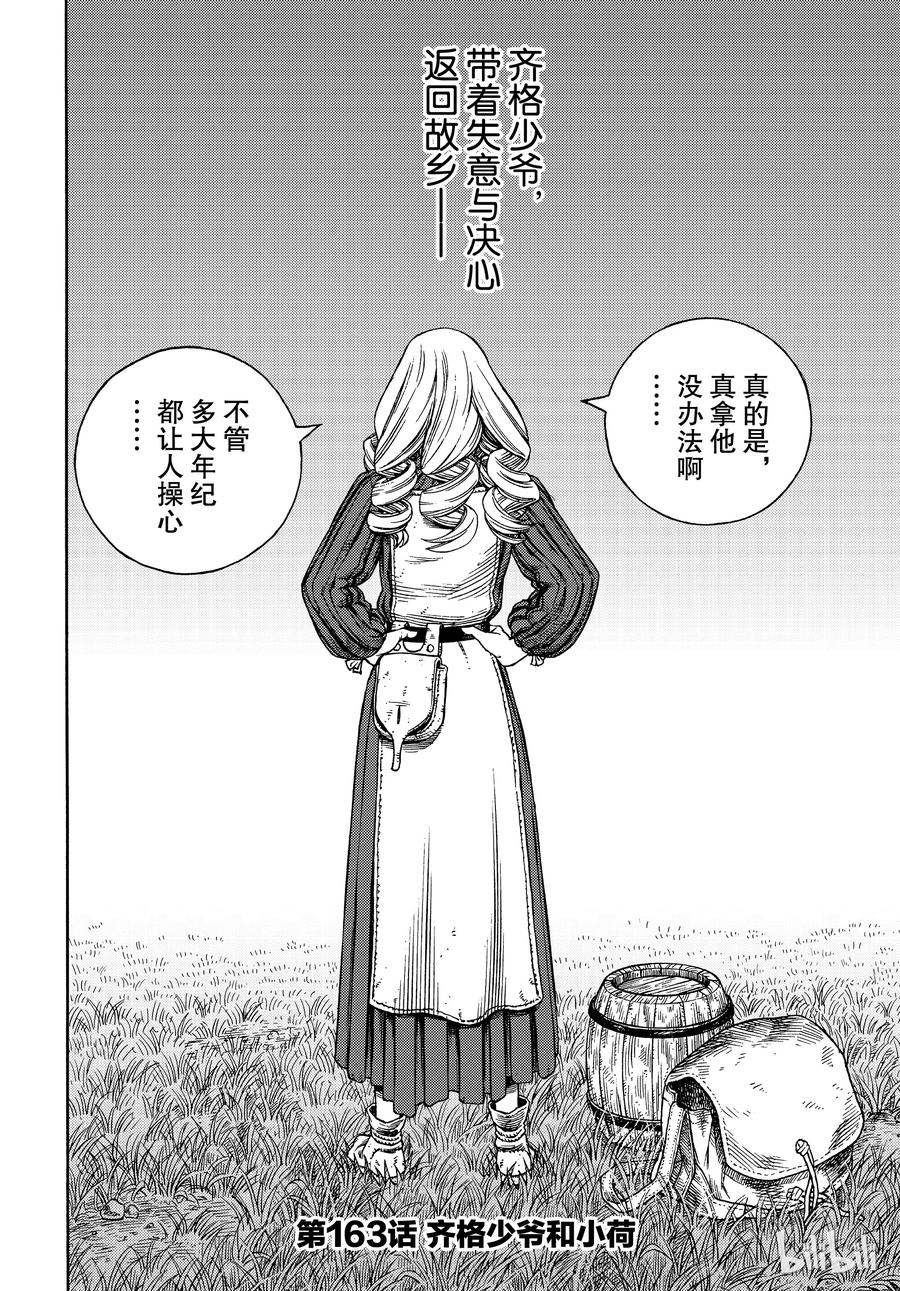 齐格少爷，
带着失意与决心
返回故乡——
真的是，
真拿他
没办法啊
……
不管
多大年纪
都让人操心
……
第163话 齐格少爷和小荷
bilibili